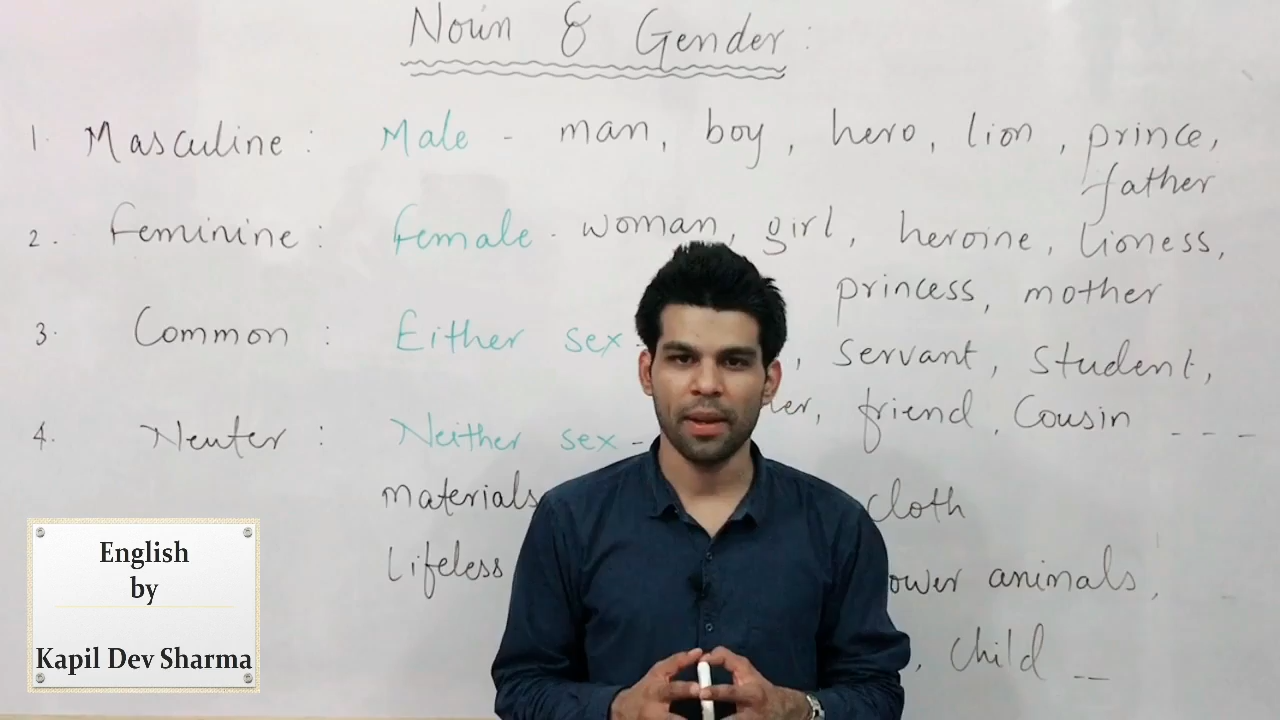 Noun & Gender :
1. Masculine : Male - man, boy, hero, lion, prince,
father
2. Feminine : Female - woman, girl, heroine, Lioness,
princess, mother
3. Common : Either sex - , servant, student,
friend, Cousin ---
4. Neuter : Neither sex -
materials cloth
Lifeless animals,
, child --
English
by
Kapil Dev Sharma